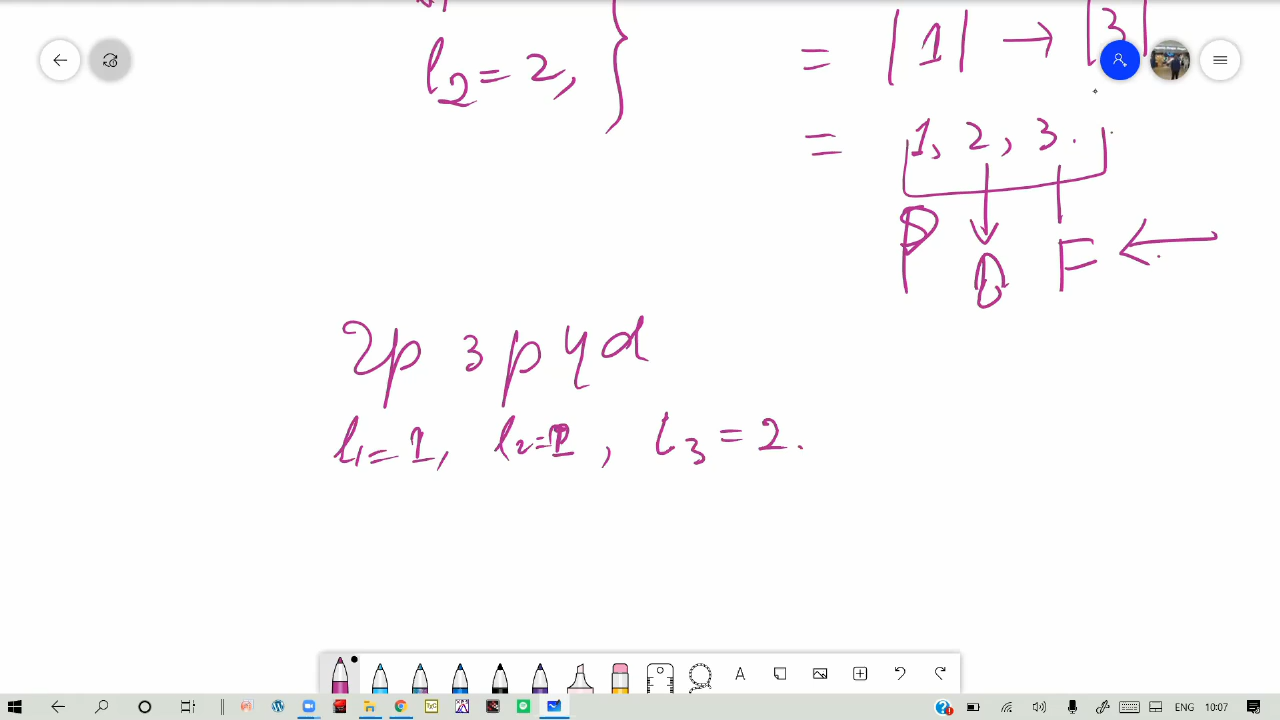 l2 = 2, }
= |1| → |3|
= 1, 2, 3.
P D F ←
2p 3p 4d
l1 = 1, l2 = 1, l3 = 2.
A
ENG 10:07